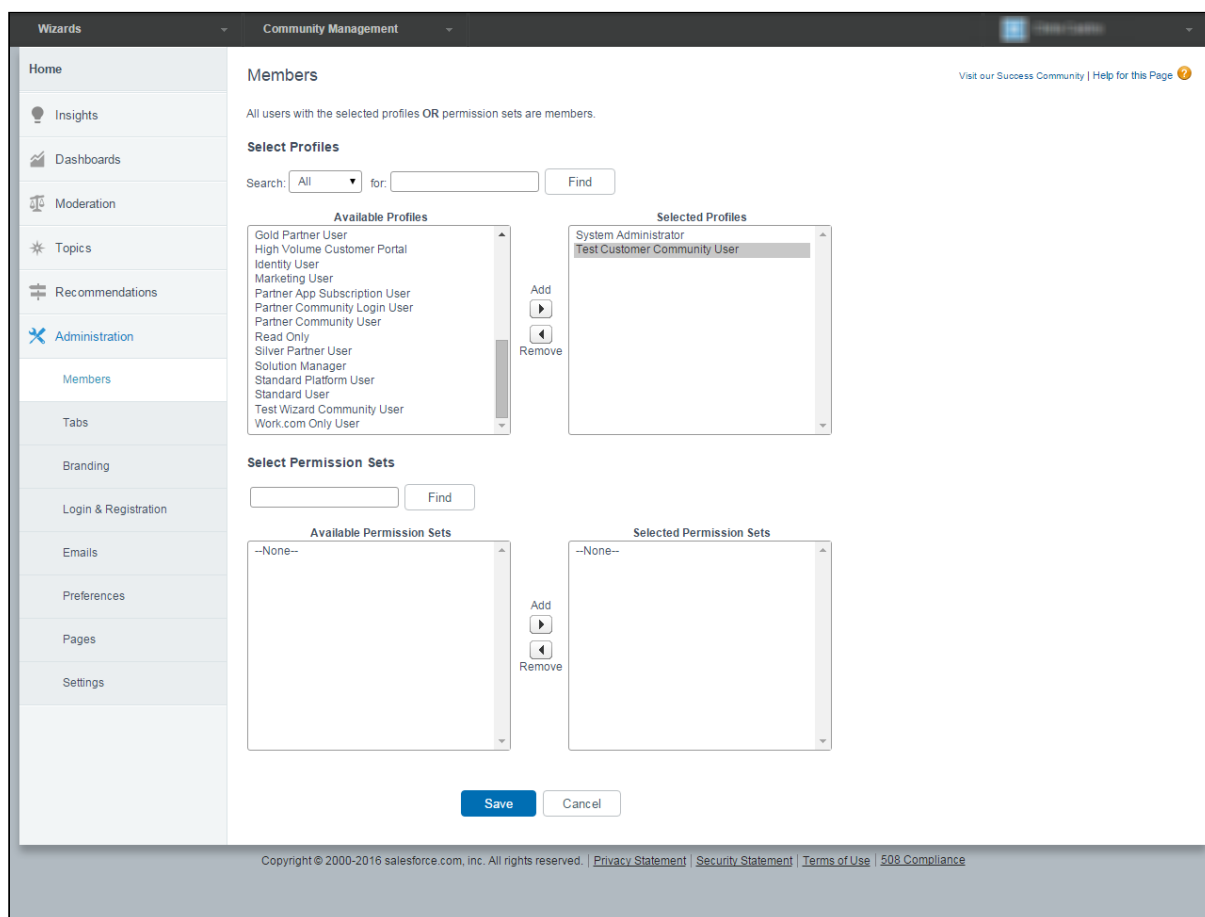 Wizards
Community Management
Home
Insights
Dashboards
Moderation
Topics
Recommendations
Administration
Members
Tabs
Branding
Login & Registration
Emails
Preferences
Pages
Settings
Members
Visit our Success Community | Help for this Page ?
All users with the selected profiles OR permission sets are members.
Select Profiles
Search: All for: Find
Available Profiles
Gold Partner User
High Volume Customer Portal
Identity User
Marketing User
Partner App Subscription User
Partner Community Login User
Partner Community User
Read Only
Silver Partner User
Solution Manager
Standard Platform User
Standard User
Test Wizard Community User
Work.com Only User
Add
Remove
Selected Profiles
System Administrator
Test Customer Community User
Select Permission Sets
Find
Available Permission Sets
--None--
Add
Remove
Selected Permission Sets
--None--
Save
Cancel
Copyright © 2000-2016 salesforce.com, inc. All rights reserved. | Privacy Statement | Security Statement | Terms of Use | 508 Compliance